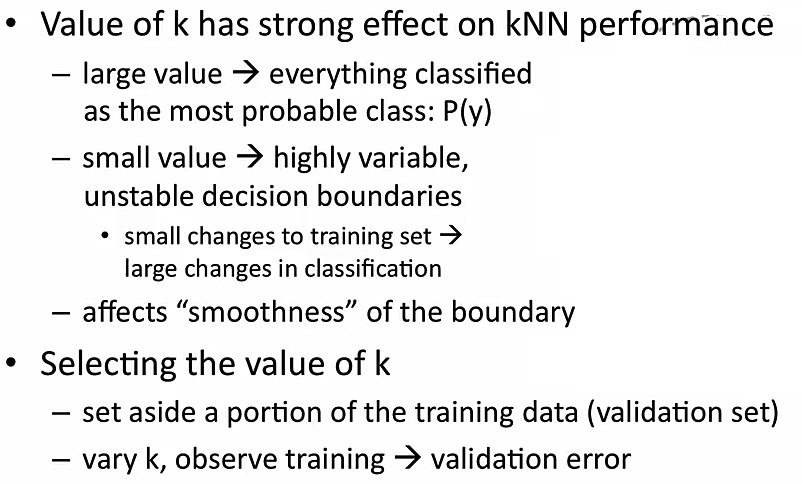 • Value of k has strong effect on kNN performance
– large value → everything classified
as the most probable class: P(y)
– small value → highly variable,
unstable decision boundaries
• small changes to training set →
large changes in classification
– affects “smoothness” of the boundary
• Selecting the value of k
– set aside a portion of the training data (validation set)
– vary k, observe training → validation error